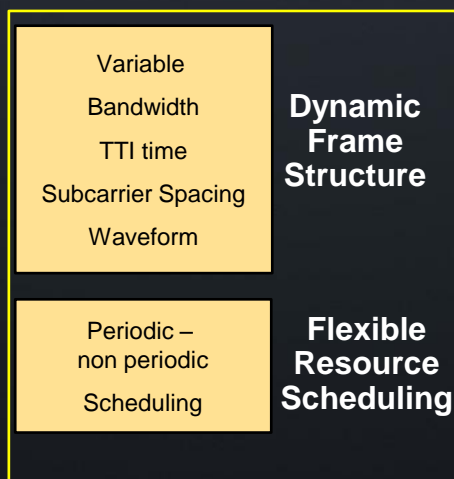 Variable
Bandwidth
TTI time
Subcarrier Spacing
Waveform
Dynamic
Frame
Structure
Periodic –
non periodic
Scheduling
Flexible
Resource
Scheduling